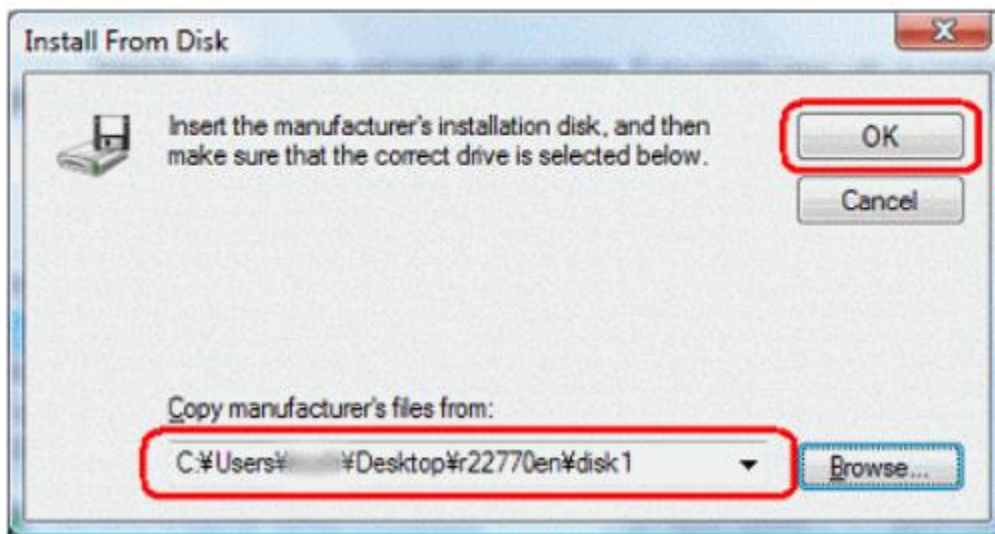 Install From Disk
Insert the manufacturer's installation disk, and then
make sure that the correct drive is selected below.
OK
Cancel
Copy manufacturer's files from:
C:¥Users¥ ¥Desktop¥r22770en¥disk1
Browse...